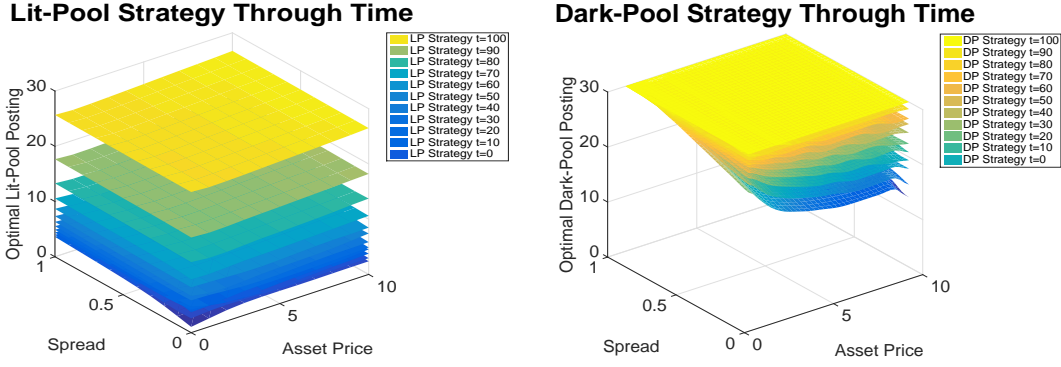 Lit-Pool Strategy Through Time
LP Strategy t=100
LP Strategy t=90
LP Strategy t=80
LP Strategy t=70
LP Strategy t=60
LP Strategy t=50
LP Strategy t=40
LP Strategy t=30
LP Strategy t=20
LP Strategy t=10
LP Strategy t=0
Optimal Lit-Pool Posting
30
20
10
0
1
0.5
0
Spread
0
5
10
Asset Price
Dark-Pool Strategy Through Time
DP Strategy t=100
DP Strategy t=90
DP Strategy t=80
DP Strategy t=70
DP Strategy t=60
DP Strategy t=50
DP Strategy t=40
DP Strategy t=30
DP Strategy t=20
DP Strategy t=10
DP Strategy t=0
Optimal Dark-Pool Posting
30
20
10
0
1
0.5
0
Spread
0
5
10
Asset Price